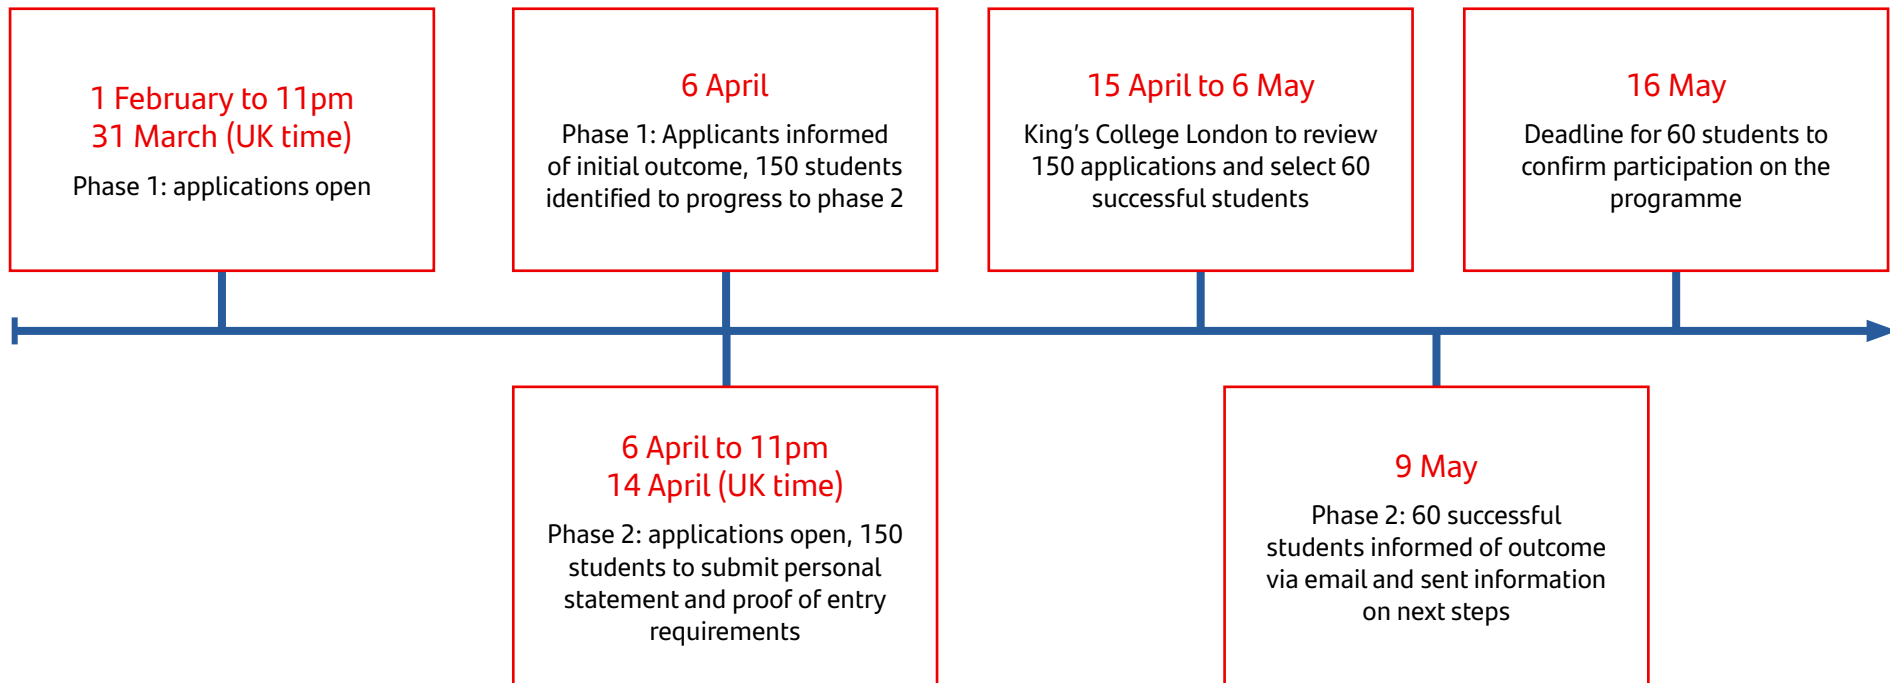 1 February to 11pm
31 March (UK time)
Phase 1: applications open
6 April
Phase 1: Applicants informed
of initial outcome, 150 students
identified to progress to phase 2
15 April to 6 May
King's College London to review
150 applications and select 60
successful students
16 May
Deadline for 60 students to
confirm participation on the
programme
6 April to 11pm
14 April (UK time)
Phase 2: applications open, 150
students to submit personal
statement and proof of entry
requirements
9 May
Phase 2: 60 successful
students informed of outcome
via email and sent information
on next steps